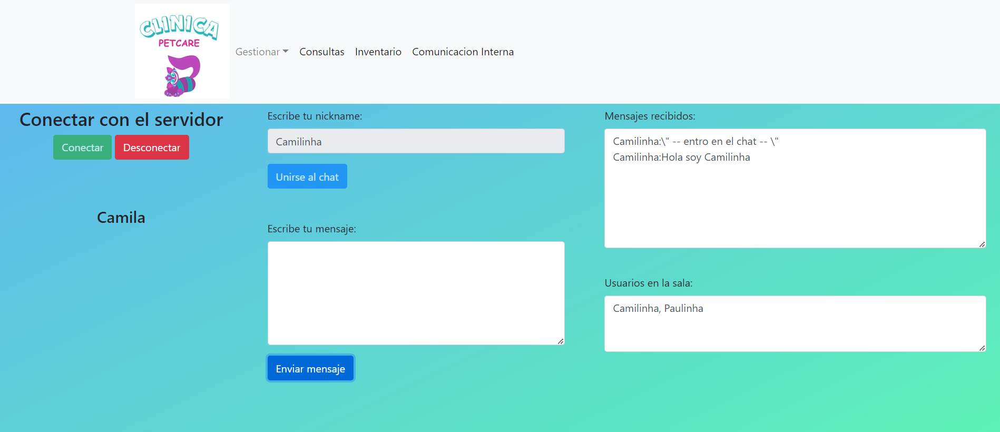 CLINICA
PETCARE
Gestionar
Consultas
Inventario
Comunicacion Interna
Conectar con el servidor
Conectar
Desconectar
Camila
Escribe tu nickname:
Camilinha
Unirse al chat
Escribe tu mensaje:
Enviar mensaje
Mensajes recibidos:
Camilinha:\" -- entro en el chat -- \"
Camilinha:Hola soy Camilinha
Usuarios en la sala:
Camilinha, Paulinha